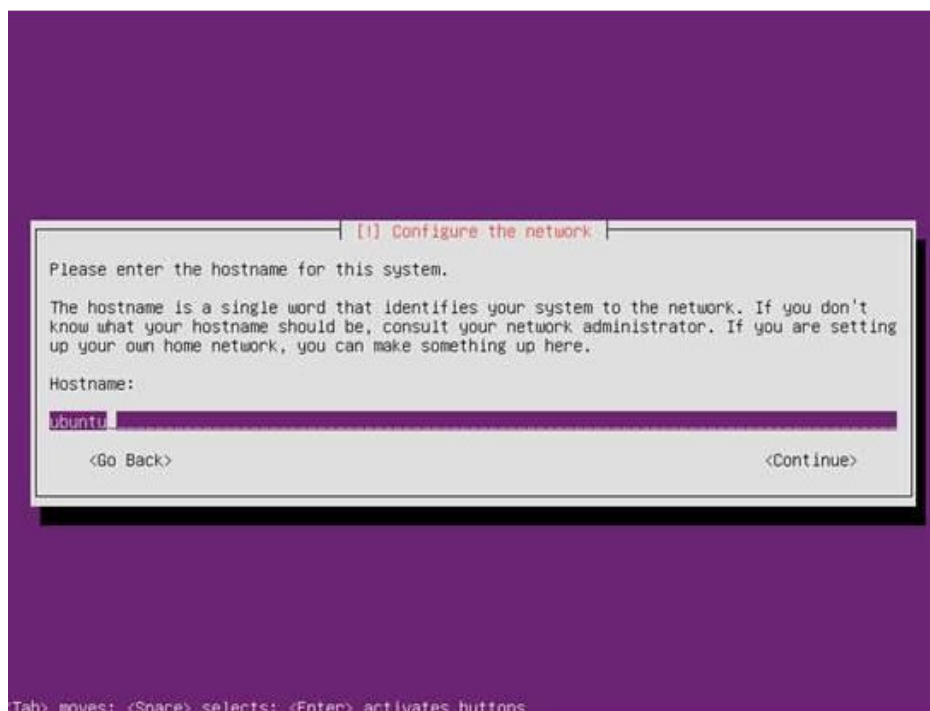 [!] Configure the network
Please enter the hostname for this system.
The hostname is a single word that identifies your system to the network. If you don't
know what your hostname should be, consult your network administrator. If you are setting
up your own home network, you can make something up here.
Hostname:
ubuntu
<Go Back> <Continue>
<Tab> moves; <Space> selects; <Enter> activates buttons